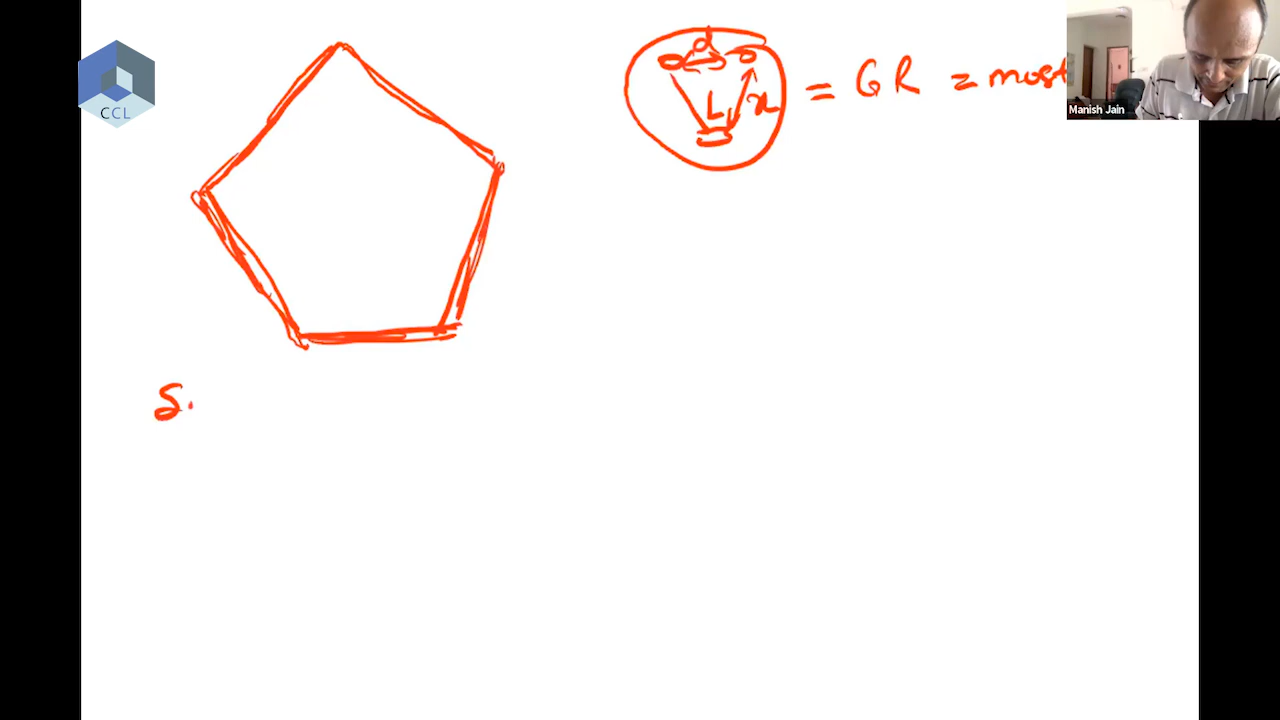 CCL
d
L x
= GR = most
Manish Jain
S.